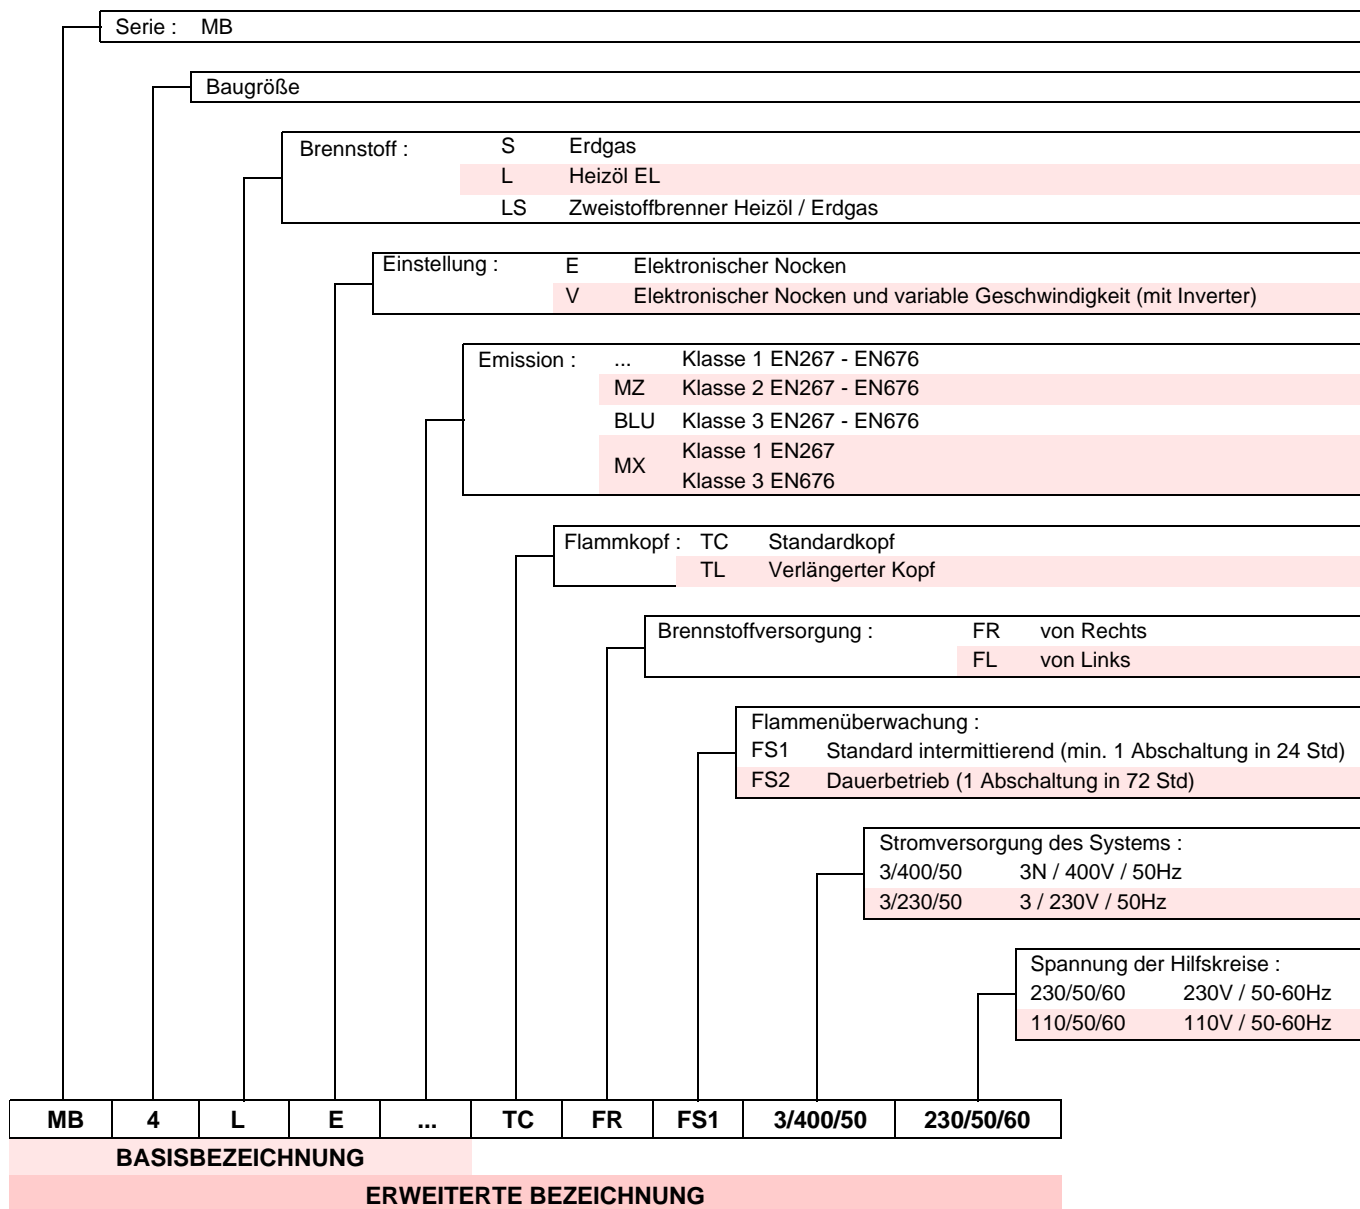 Serie : MB
Baugröße
Brennstoff : S Erdgas
L Heizöl EL
LS Zweistoffbrenner Heizöl / Erdgas
Einstellung : E Elektronischer Nocken
V Elektronischer Nocken und variable Geschwindigkeit (mit Inverter)
Emission : ... Klasse 1 EN267 - EN676
MZ Klasse 2 EN267 - EN676
BLU Klasse 3 EN267 - EN676
MX Klasse 1 EN267
Klasse 3 EN676
Flammkopf : TC Standardkopf
TL Verlängerter Kopf
Brennstoffversorgung : FR von Rechts
FL von Links
Flammenüberwachung :
FS1 Standard intermittierend (min. 1 Abschaltung in 24 Std)
FS2 Dauerbetrieb (1 Abschaltung in 72 Std)
Stromversorgung des Systems :
3/400/50 3N / 400V / 50Hz
3/230/50 3 / 230V / 50Hz
Spannung der Hilfskreise :
230/50/60 230V / 50-60Hz
110/50/60 110V / 50-60Hz
MB 4 L E ... TC FR FS1 3/400/50 230/50/60
BASISBEZEICHNUNG
ERWEITERTE BEZEICHNUNG